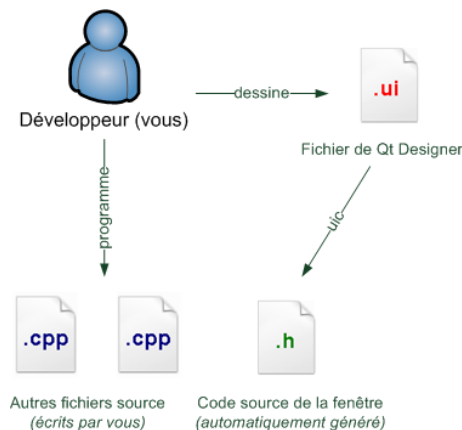 dessine
.ui
Développeur (vous)
Fichier de Qt Designer
programme
uic
.cpp
.cpp
.h
Autres fichiers source
(écrits par vous)
Code source de la fenêtre
(automatiquement généré)